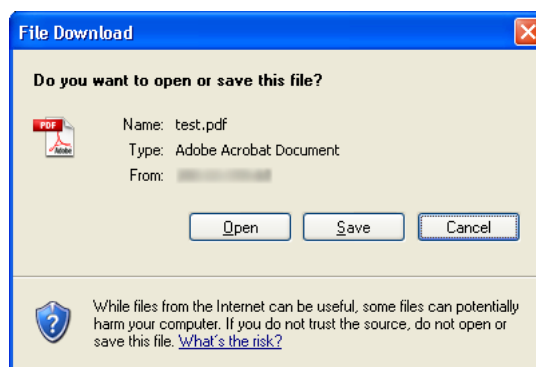 File Download
Do you want to open or save this file?
PDF
Adobe
Name: test.pdf
Type: Adobe Acrobat Document
From:
Open Save Cancel
While files from the Internet can be useful, some files can potentially
harm your computer. If you do not trust the source, do not open or
save this file. What's the risk?